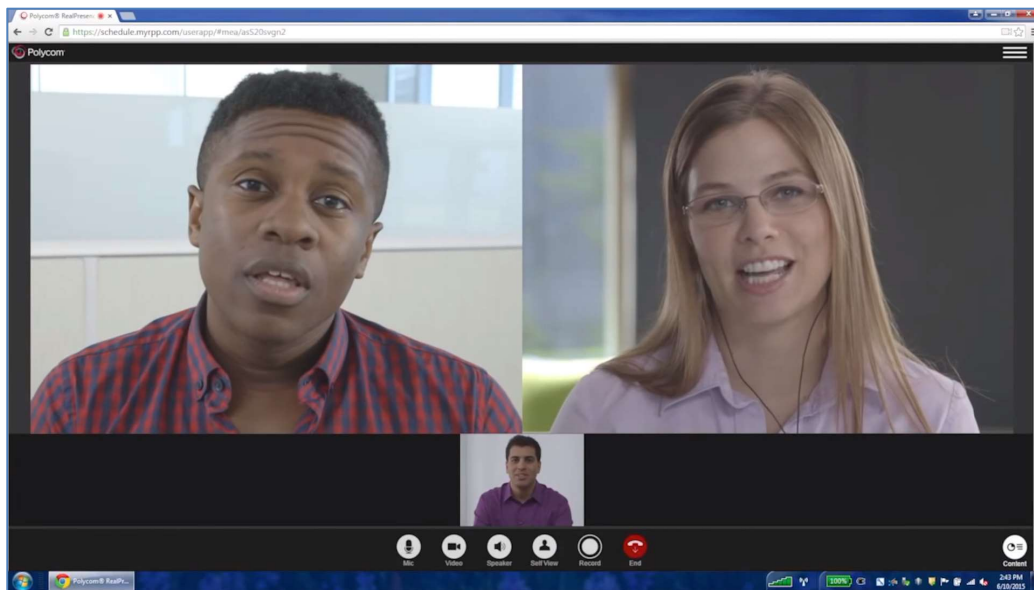 Polycom® RealPresen
https://schedule.myrpp.com/userapp/#mea/as520svgn2
Polycom
Mic
Video
Speaker
Self View
Record
End
Content
Polycom® RealPr...
100%
2:43 PM
6/10/2015